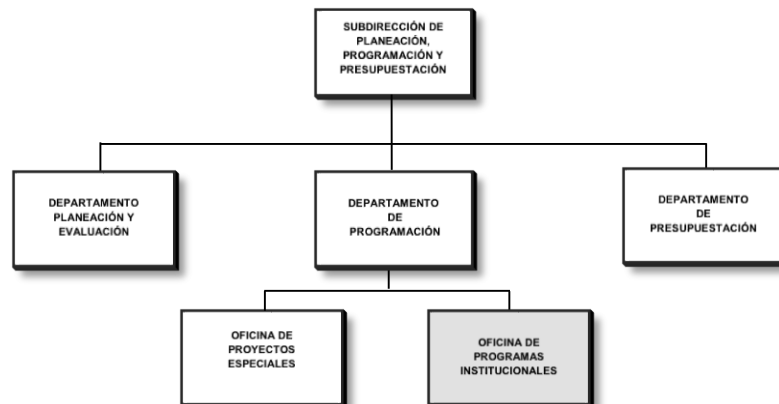 SUBDIRECCIÓN DE
PLANEACIÓN,
PROGRAMACIÓN Y
PRESUPUESTACIÓN
DEPARTAMENTO
PLANEACIÓN Y
EVALUACIÓN
DEPARTAMENTO
DE
PROGRAMACIÓN
DEPARTAMENTO
DE
PRESUPUESTACIÓN
OFICINA DE
PROYECTOS
ESPECIALES
OFICINA DE
PROGRAMAS
INSTITUCIONALES